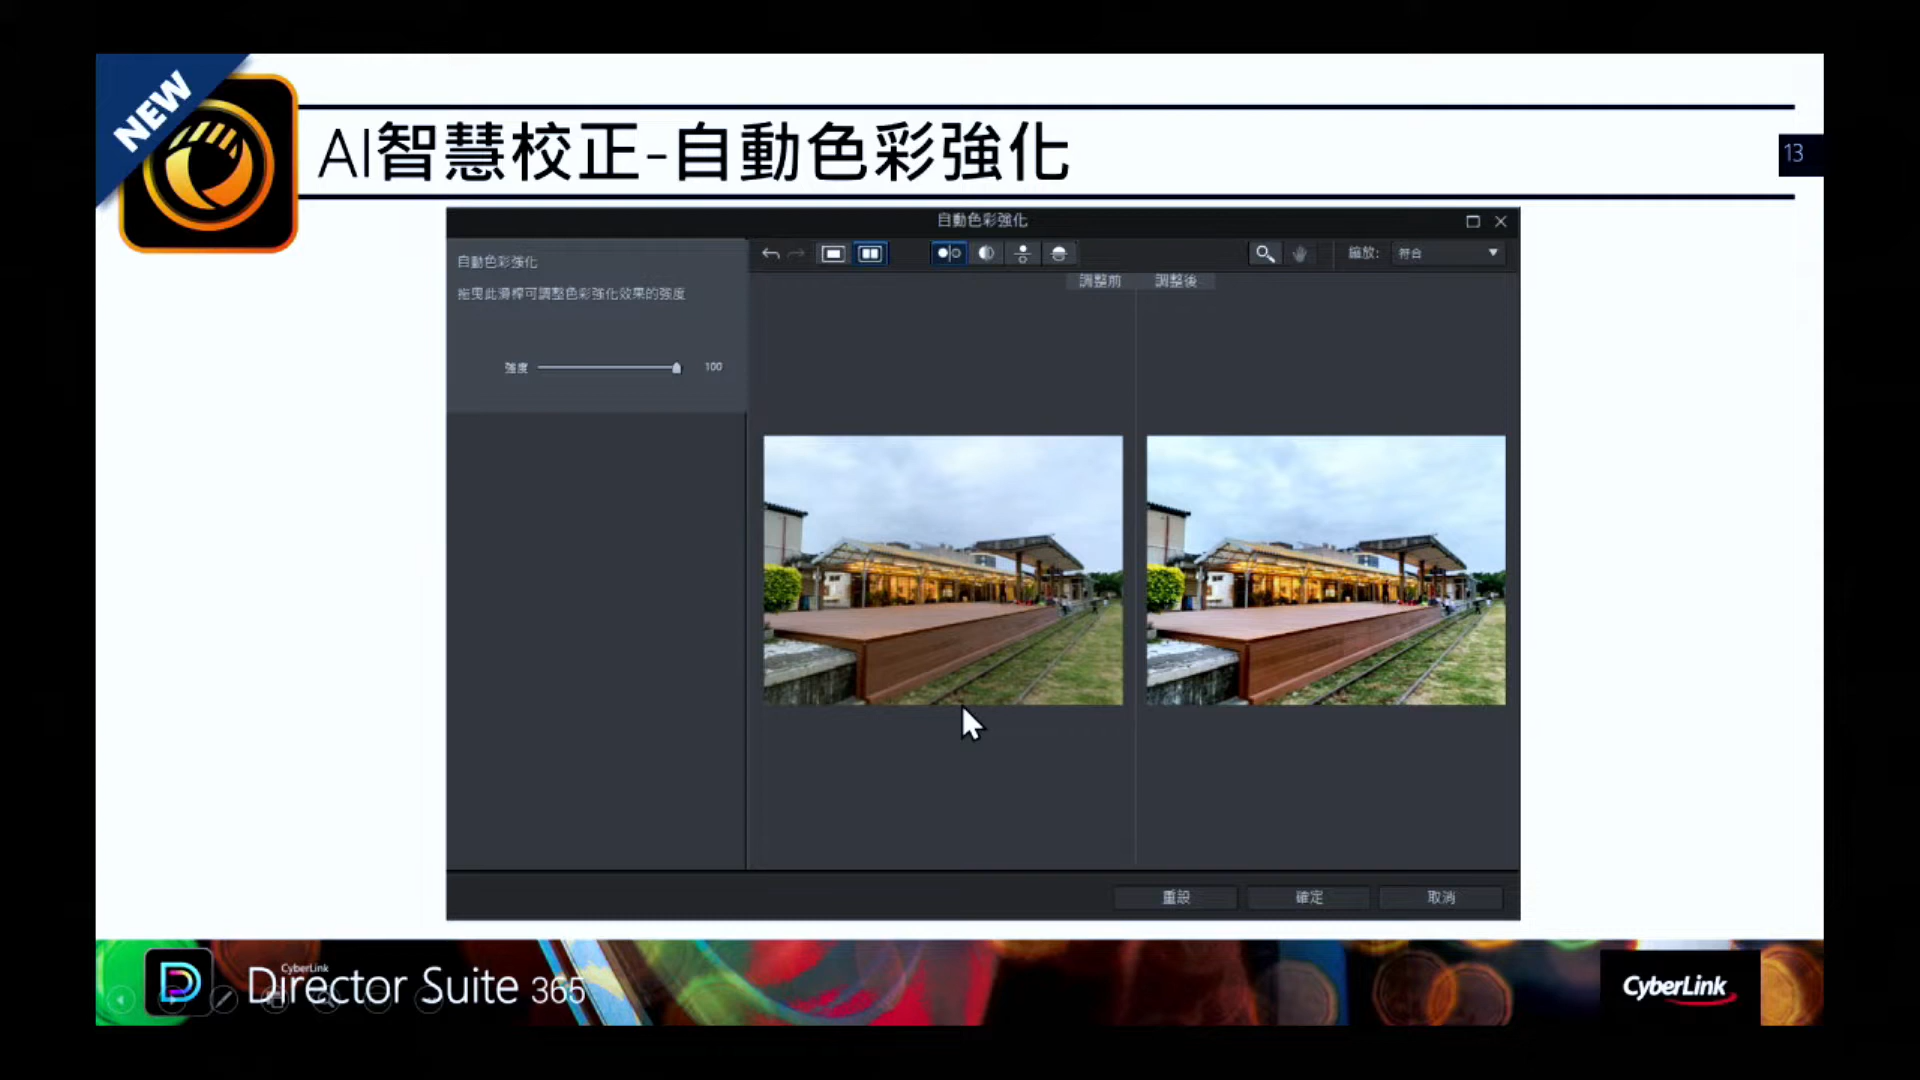 NEW
AI智慧校正-自動色彩強化
13
自動色彩強化
自動色彩強化
拖曳此滑桿可調整色彩強化效果的強度
強度 100
縮放: 符合
調整前 調整後
重設 確定 取消
CyberLink
Director Suite 365
CyberLink